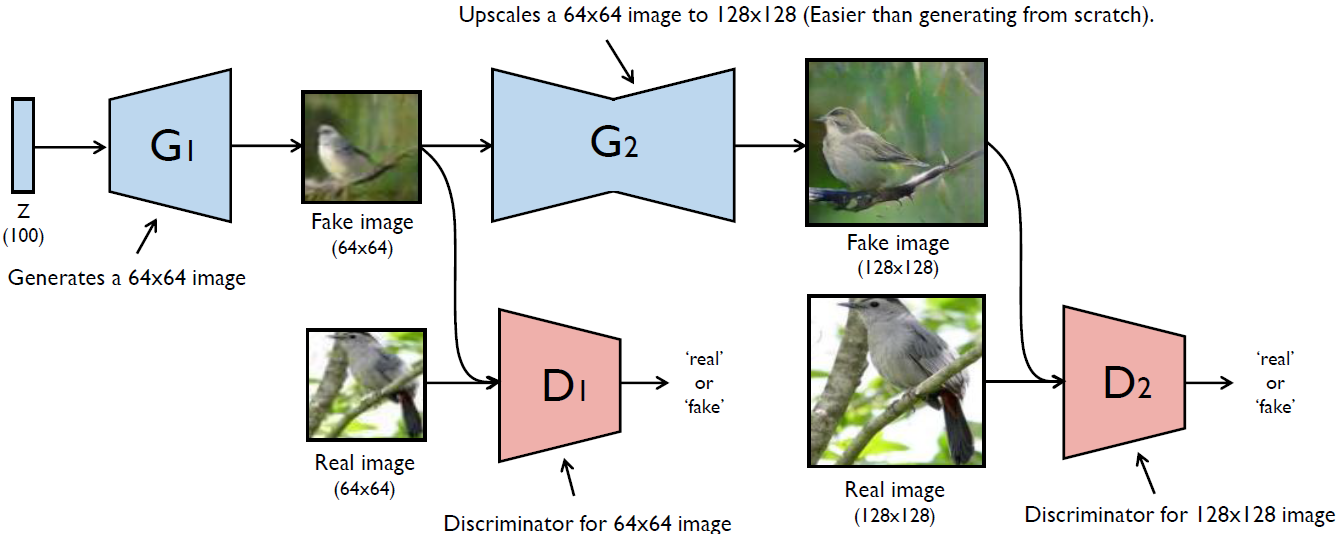 Upscales a 64x64 image to 128x128 (Easier than generating from scratch).
G1
G2
z
(100)
Generates a 64x64 image
Fake image
(64x64)
Fake image
(128x128)
Real image
(64x64)
D1
'real'
or
'fake'
Discriminator for 64x64 image
Real image
(128x128)
D2
'real'
or
'fake'
Discriminator for 128x128 image